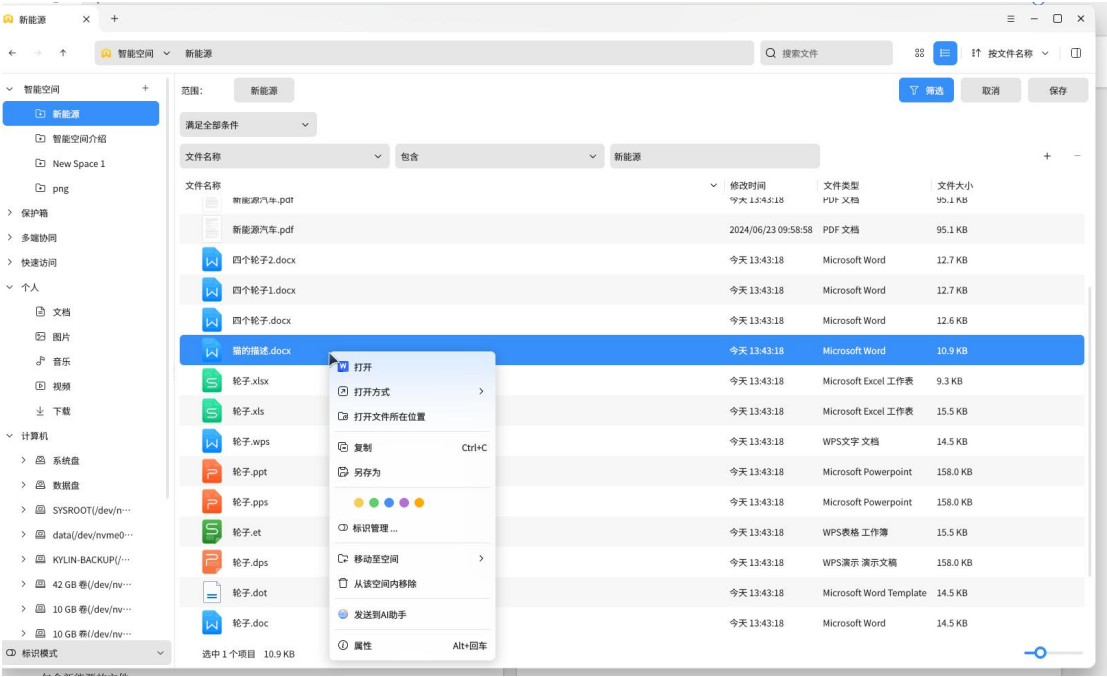 新能源
智能空间 新能源 搜索文件 按文件名称
智能空间
新能源
智能空间介绍
New Space 1
png
保护箱
多端协同
快速访问
个人
文档
图片
音乐
视频
下载
计算机
系统盘
数据盘
SYSROOT(/dev/n···
data(/dev/nvme0···
KYLIN-BACKUP(/···
42 GB 卷(/dev/nv···
10 GB 卷(/dev/nv···
10 GB 卷(/dev/nv···
标识模式
范围: 新能源 筛选 取消 保存
满足全部条件
文件名称 包含 新能源
文件名称 修改时间 文件类型 文件大小
新能源汽车.pdf 今天 13:43:18 PDF 文档 95.1 KB
新能源汽车.pdf 2024/06/23 09:58:58 PDF 文档 95.1 KB
四个轮子2.docx 今天 13:43:18 Microsoft Word 12.7 KB
四个轮子1.docx 今天 13:43:18 Microsoft Word 12.7 KB
四个轮子.docx 今天 13:43:18 Microsoft Word 12.6 KB
猫的描述.docx 今天 13:43:18 Microsoft Word 10.9 KB
轮子.xlsx 今天 13:43:18 Microsoft Excel 工作表 9.3 KB
轮子.xls 今天 13:43:18 Microsoft Excel 工作表 15.5 KB
轮子.wps 今天 13:43:18 WPS文字 文档 14.5 KB
轮子.ppt 今天 13:43:18 Microsoft Powerpoint 158.0 KB
轮子.pps 今天 13:43:18 Microsoft Powerpoint 158.0 KB
轮子.et 今天 13:43:18 WPS表格 工作簿 15.5 KB
轮子.dps 今天 13:43:18 WPS演示 演示文稿 158.0 KB
轮子.dot 今天 13:43:18 Microsoft Word Template 14.5 KB
轮子.doc 今天 13:43:18 Microsoft Word 14.5 KB
选中 1 个项目 10.9 KB
打开
打开方式
打开文件所在位置
复制 Ctrl+C
另存为
标识管理 ...
移动至空间
从该空间内移除
发送到AI助手
属性 Alt+回车